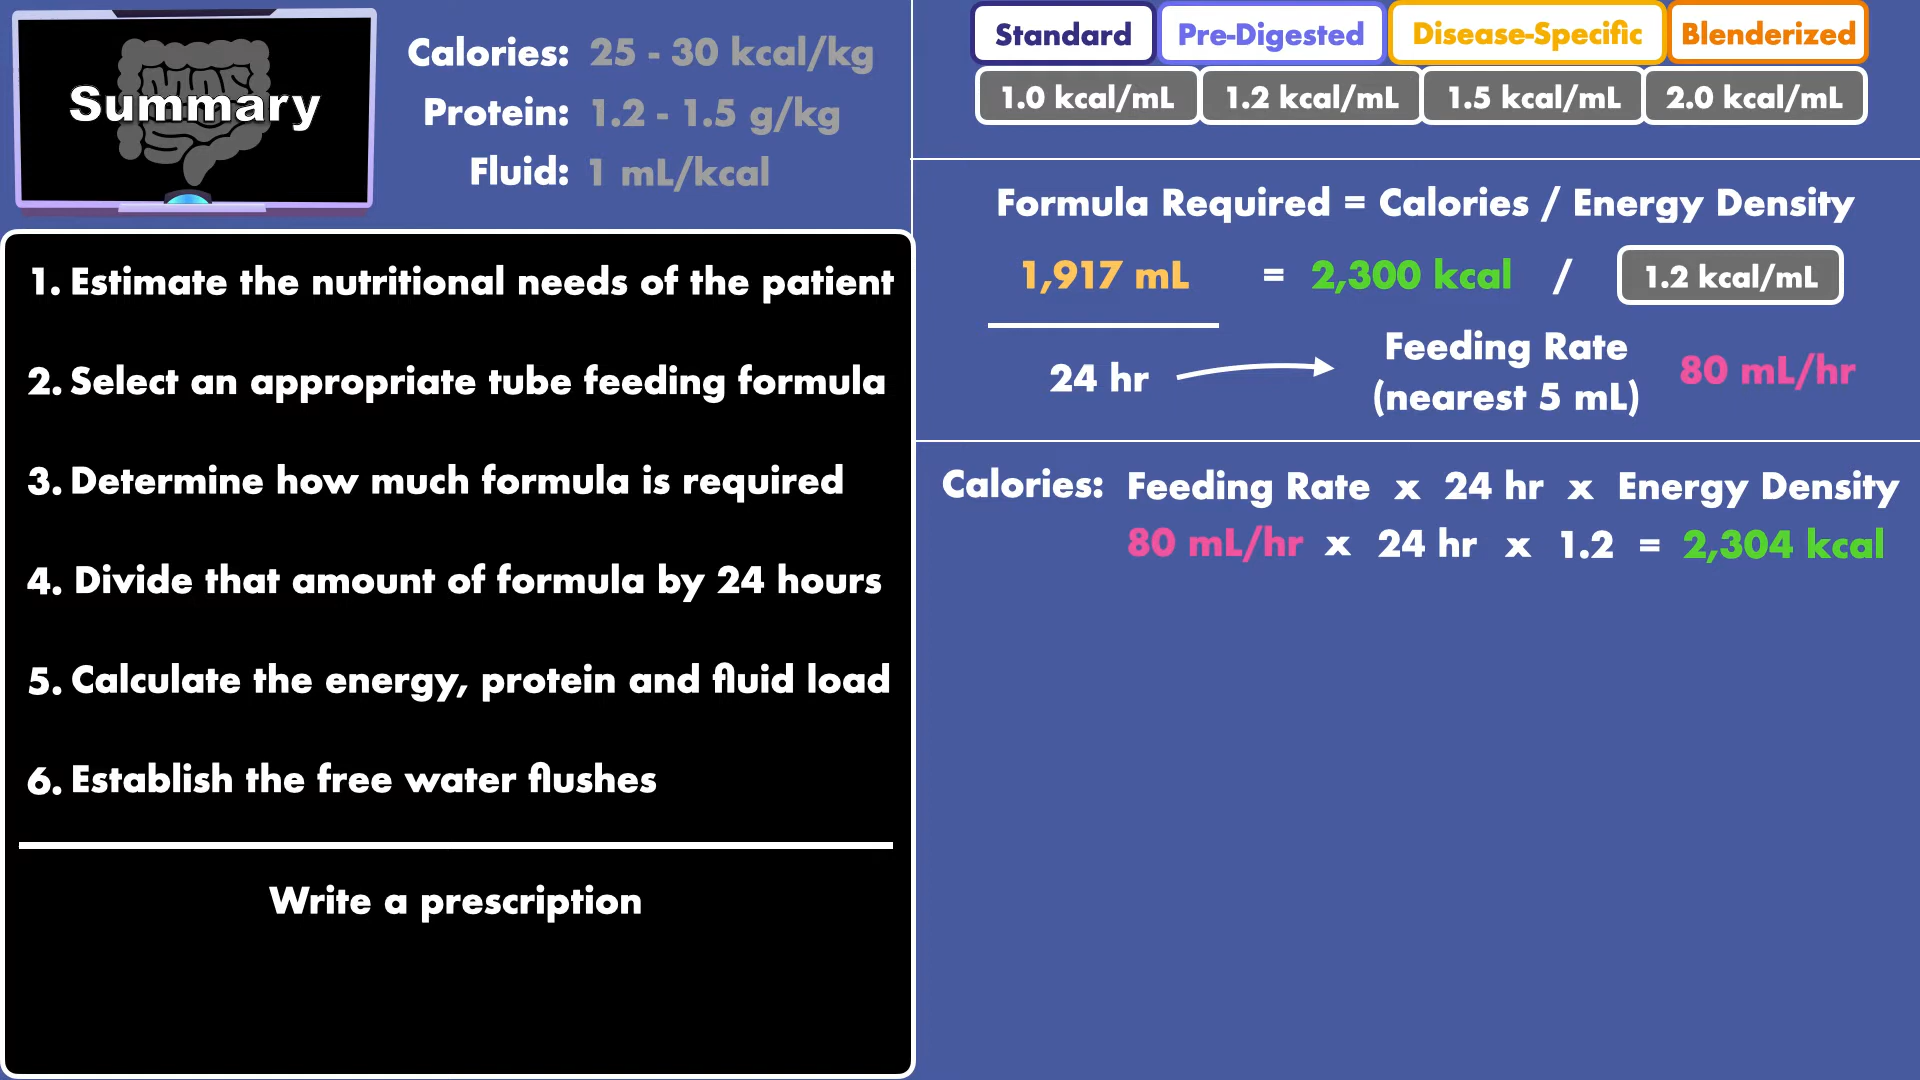 Summary
Calories: 25 - 30 kcal/kg
Protein: 1.2 - 1.5 g/kg
Fluid: 1 mL/kcal
1. Estimate the nutritional needs of the patient
2. Select an appropriate tube feeding formula
3. Determine how much formula is required
4. Divide that amount of formula by 24 hours
5. Calculate the energy, protein and fluid load
6. Establish the free water flushes
Write a prescription
Standard Pre-Digested Disease-Specific Blenderized
1.0 kcal/mL 1.2 kcal/mL 1.5 kcal/mL 2.0 kcal/mL
Formula Required = Calories / Energy Density
1,917 mL = 2,300 kcal / 1.2 kcal/mL
24 hr
Feeding Rate
(nearest 5 mL)
80 mL/hr
Calories: Feeding Rate x 24 hr x Energy Density
80 mL/hr x 24 hr x 1.2 = 2,304 kcal